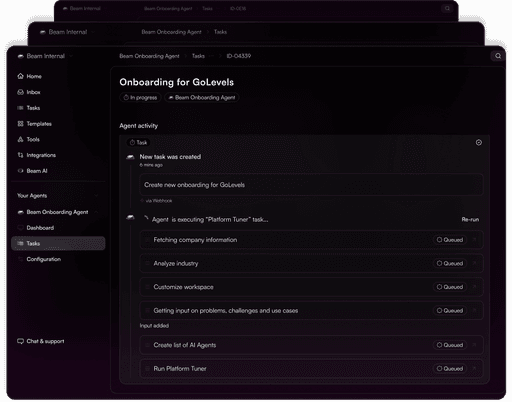 Beam Internal
Beam Onboarding Agent
Tasks
Beam Internal
Beam Onboarding Agent
Tasks
Beam Internal
Beam Onboarding Agent
Tasks
ID-04339
Home
Inbox
Tasks
Templates
Tools
Integrations
Beam AI
Your Agents
Beam Onboarding Agent
Dashboard
Tasks
Configuration
Chat & support
Onboarding for GoLevels
In progress
Beam Onboarding Agent
Agent activity
Task
New task was created
6 mins ago
Create new onboarding for GoLevels
via Webhook
Agent is executing "Platform Tuner" task...
Re-run
Fetching company information
Queued
Analyze industry
Queued
Customize workspace
Queued
Getting input on problems, challenges and use cases
Queued
Input added
Create list of AI Agents
Queued
Run Platform Tuner
Queued